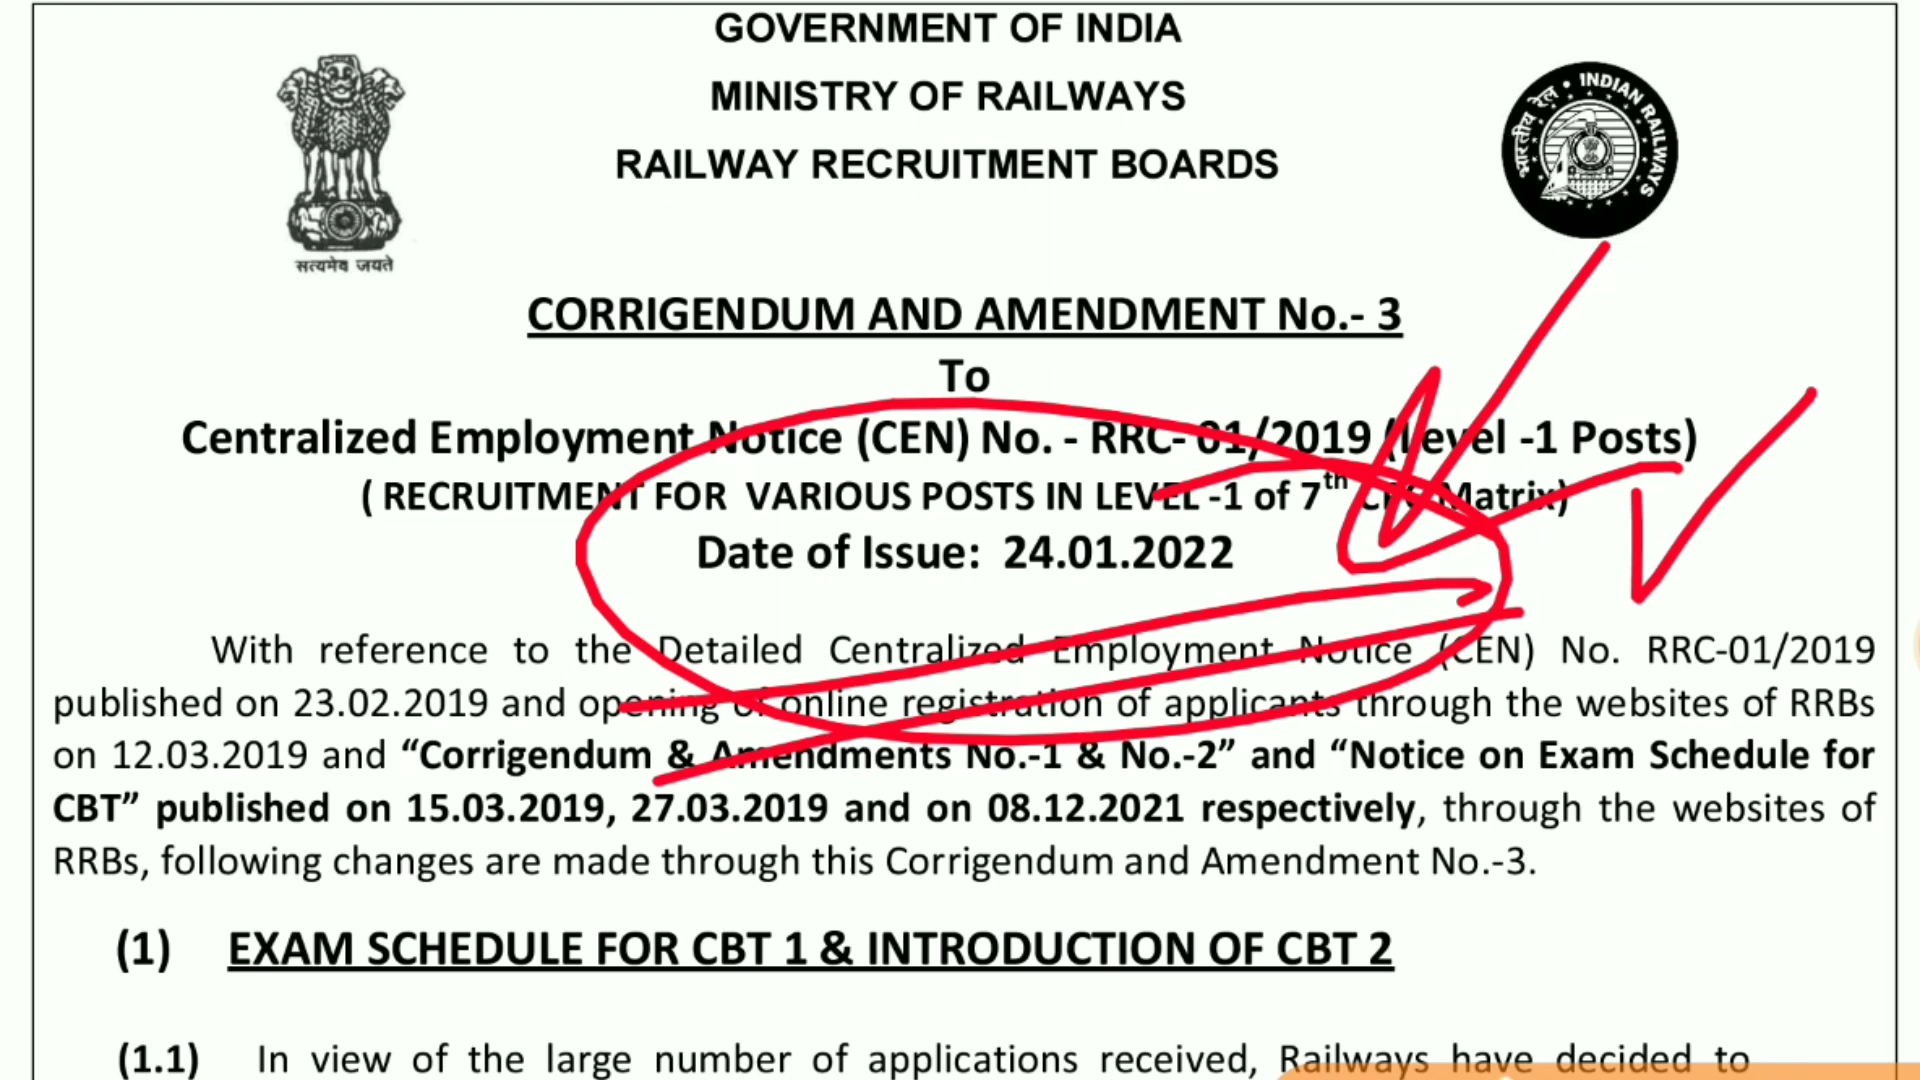 GOVERNMENT OF INDIA
MINISTRY OF RAILWAYS
RAILWAY RECRUITMENT BOARDS
सत्यमेव जयते
भारतीय रेल • INDIAN RAILWAYS
CORRIGENDUM AND AMENDMENT No.- 3
To
Centralized Employment Notice (CEN) No. - RRC- 01/2019 (Level -1 Posts)
( RECRUITMENT FOR VARIOUS POSTS IN LEVEL -1 of 7th CPC Matrix)
Date of Issue: 24.01.2022
With reference to the Detailed Centralized Employment Notice (CEN) No. RRC-01/2019
published on 23.02.2019 and opening of online registration of applicants through the websites of RRBs
on 12.03.2019 and “Corrigendum & Amendments No.-1 & No.-2” and “Notice on Exam Schedule for
CBT” published on 15.03.2019, 27.03.2019 and on 08.12.2021 respectively, through the websites of
RRBs, following changes are made through this Corrigendum and Amendment No.-3.
(1) EXAM SCHEDULE FOR CBT 1 & INTRODUCTION OF CBT 2
(1.1) In view of the large number of applications received, Railways have decided to